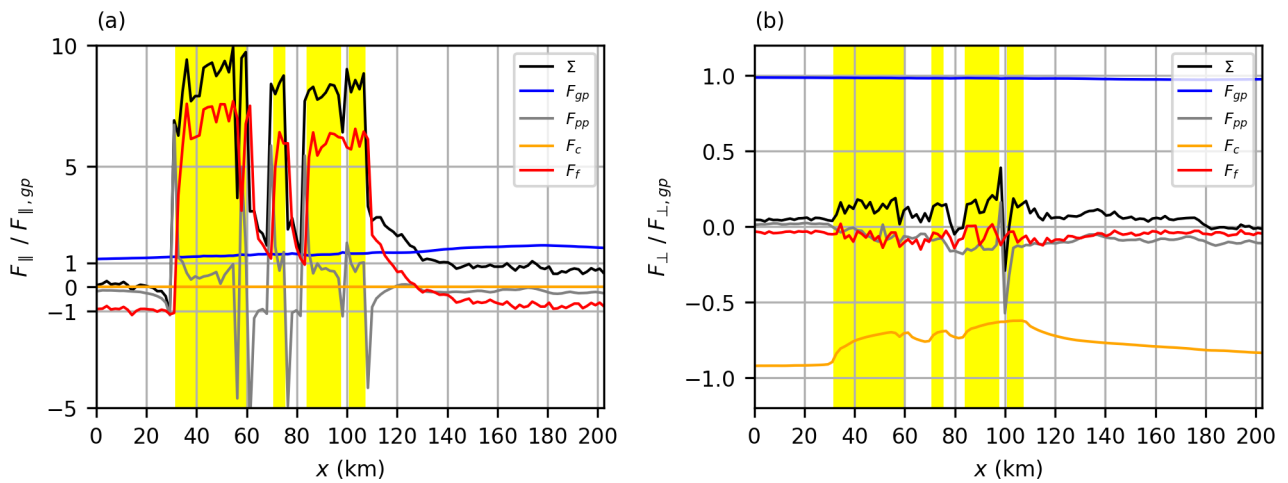 (a)
F∥ / F∥,gp
10
5
1
0
−1
−5
0 20 40 60 80 100 120 140 160 180 200
x (km)
Σ
Fgp
Fpp
Fc
Ff
(b)
F⊥ / F⊥,gp
1.0
0.5
0.0
−0.5
−1.0
0 20 40 60 80 100 120 140 160 180 200
x (km)
Σ
Fgp
Fpp
Fc
Ff